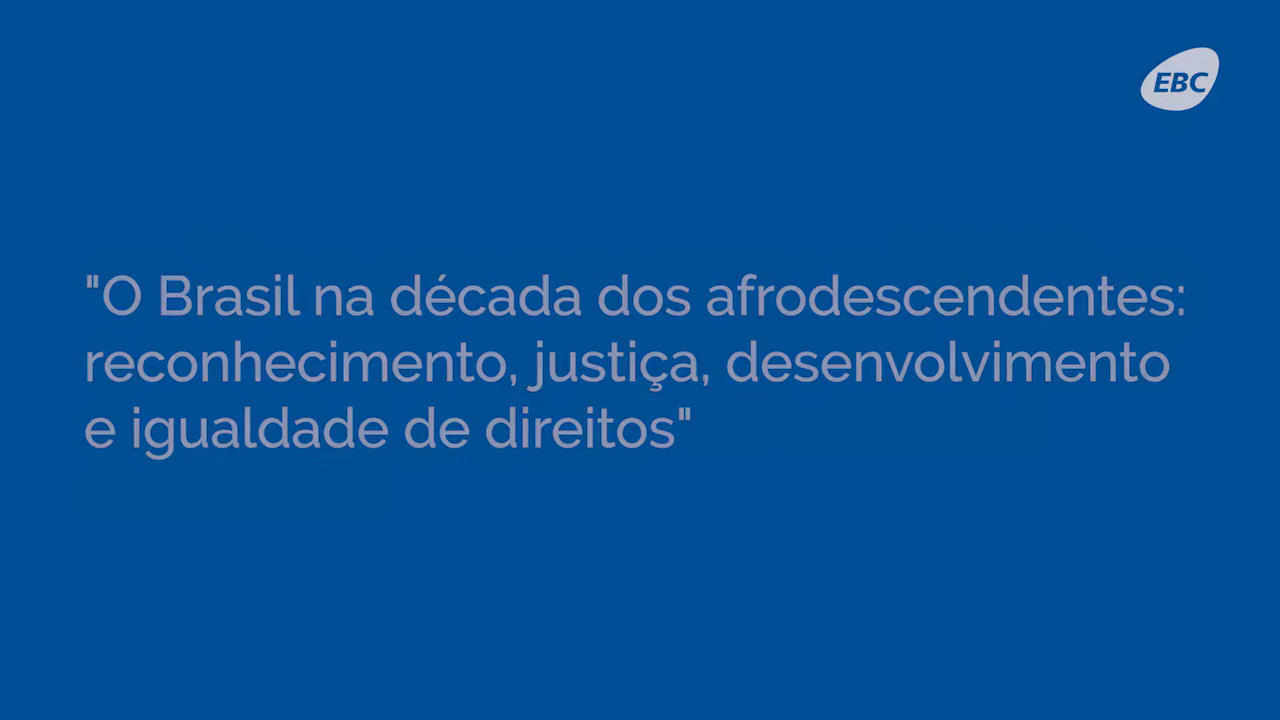 EBC
"O Brasil na década dos afrodescendentes:
reconhecimento, justiça, desenvolvimento
e igualdade de direitos"